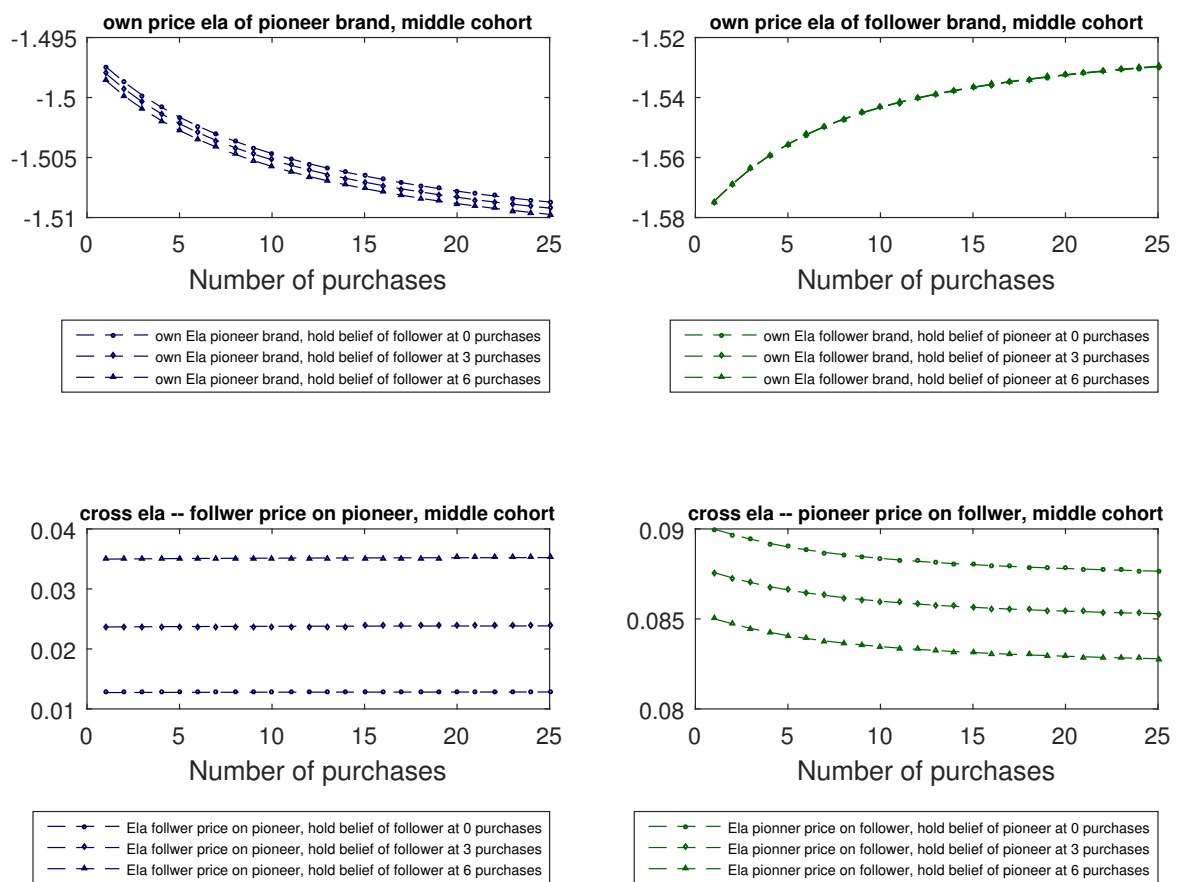 own price ela of pioneer brand, middle cohort
-1.495
-1.5
-1.505
-1.51
0 5 10 15 20 25
Number of purchases
own Ela pioneer brand, hold belief of follower at 0 purchases
own Ela pioneer brand, hold belief of follower at 3 purchases
own Ela pioneer brand, hold belief of follower at 6 purchases
own price ela of follower brand, middle cohort
-1.52
-1.54
-1.56
-1.58
0 5 10 15 20 25
Number of purchases
own Ela follower brand, hold belief of pioneer at 0 purchases
own Ela follower brand, hold belief of pioneer at 3 purchases
own Ela follower brand, hold belief of pioneer at 6 purchases
cross ela -- follwer price on pioneer, middle cohort
0.04
0.03
0.02
0.01
0 5 10 15 20 25
Number of purchases
Ela follwer price on pioneer, hold belief of follower at 0 purchases
Ela follwer price on pioneer, hold belief of follower at 3 purchases
Ela follwer price on pioneer, hold belief of follower at 6 purchases
cross ela -- pioneer price on follwer, middle cohort
0.09
0.085
0.08
0 5 10 15 20 25
Number of purchases
Ela pionner price on follower, hold belief of pioneer at 0 purchases
Ela pionner price on follower, hold belief of pioneer at 3 purchases
Ela pionner price on follower, hold belief of pioneer at 6 purchases